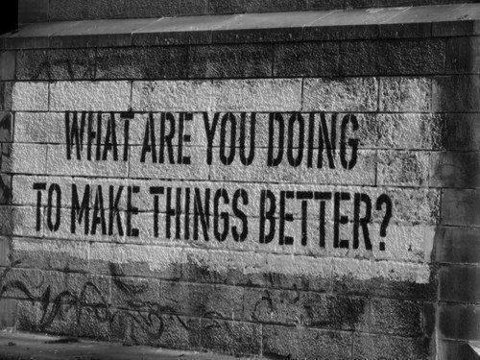 WHAT ARE YOU DOING
TO MAKE THINGS BETTER?